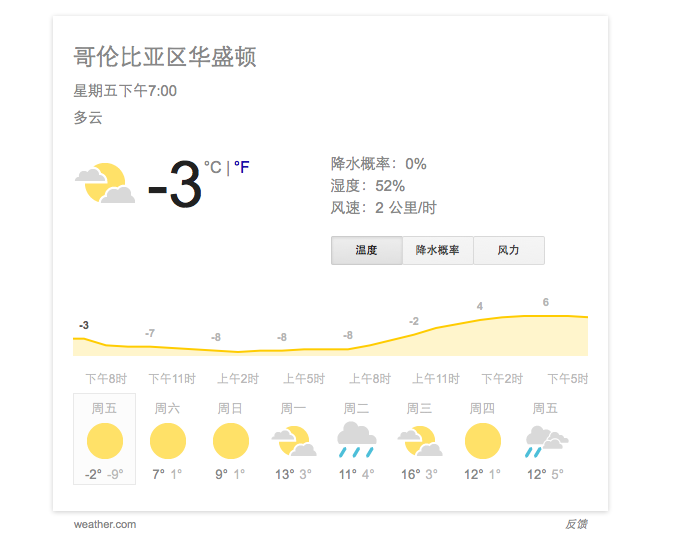 哥伦比亚区华盛顿
星期五下午7:00
多云
-3 °C | °F
降水概率：0%
湿度：52%
风速：2 公里/时
温度 降水概率 风力
-3 -7 -8 -8 -8 -2 4 6
下午8时 下午11时 上午2时 上午5时 上午8时 上午11时 下午2时 下午5时
周五 周六 周日 周一 周二 周三 周四 周五
-2° -9° 7° 1° 9° 1° 13° 3° 11° 4° 16° 3° 12° 1° 12° 5°
weather.com 反馈